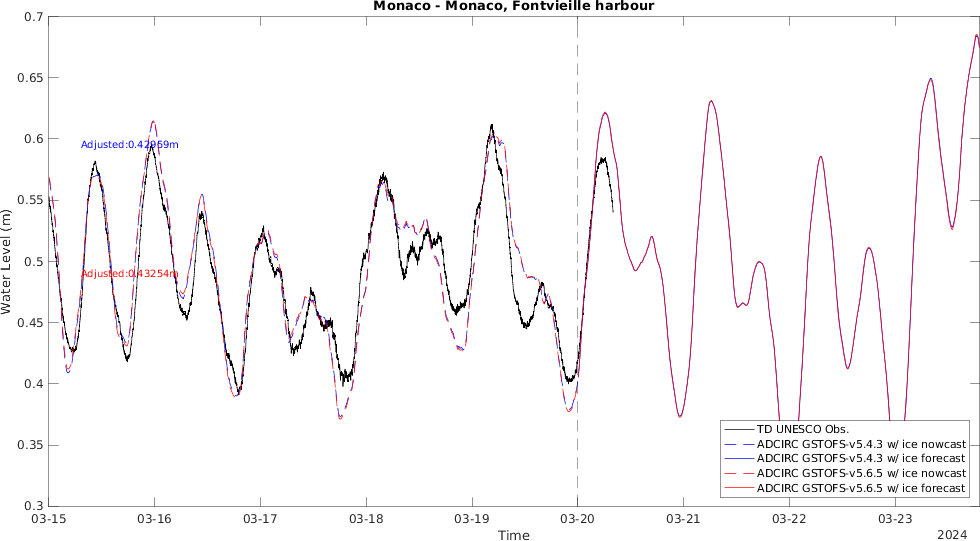 Monaco - Monaco, Fontvieille harbour
0.7
0.65
0.6
0.55
0.5
0.45
0.4
0.35
0.3
Water Level (m)
Adjusted:0.42969m
Adjusted:0.43254m
TD UNESCO Obs.
ADCIRC GSTOFS-v5.4.3 w/ ice nowcast
ADCIRC GSTOFS-v5.4.3 w/ ice forecast
ADCIRC GSTOFS-v5.6.5 w/ ice nowcast
ADCIRC GSTOFS-v5.6.5 w/ ice forecast
03-15 03-16 03-17 03-18 03-19 03-20 03-21 03-22 03-23
Time
2024